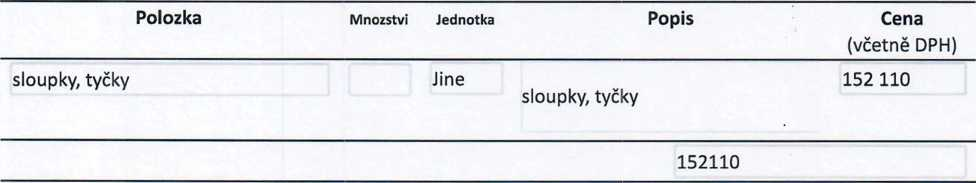 Polozka Mnozstvi Jednotka Popis Cena
(včetně DPH)
sloupky, tyčky Jine sloupky, tyčky 152 110
152110